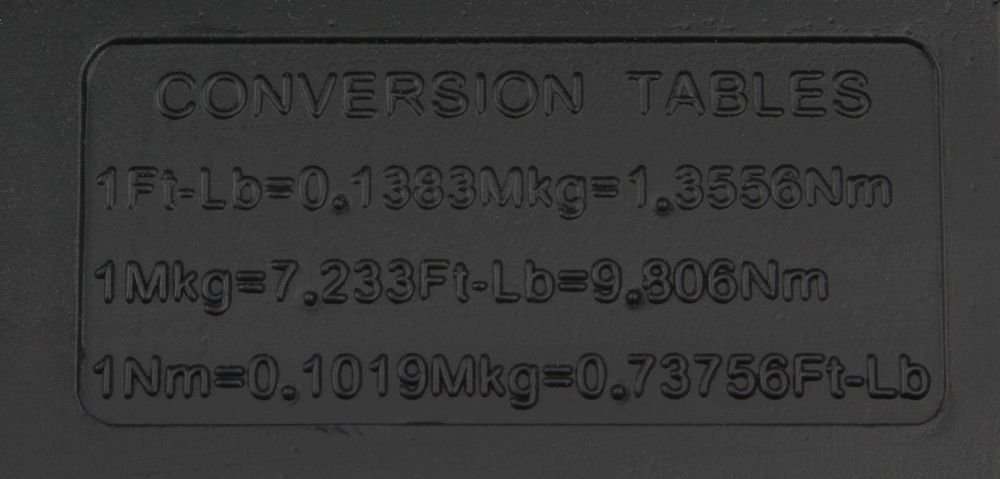 CONVERSION TABLES
1Ft-Lb=0.1383Mkg=1.3556Nm
1Mkg=7.233Ft-Lb=9.806Nm
1Nm=0.1019Mkg=0.73756Ft-Lb